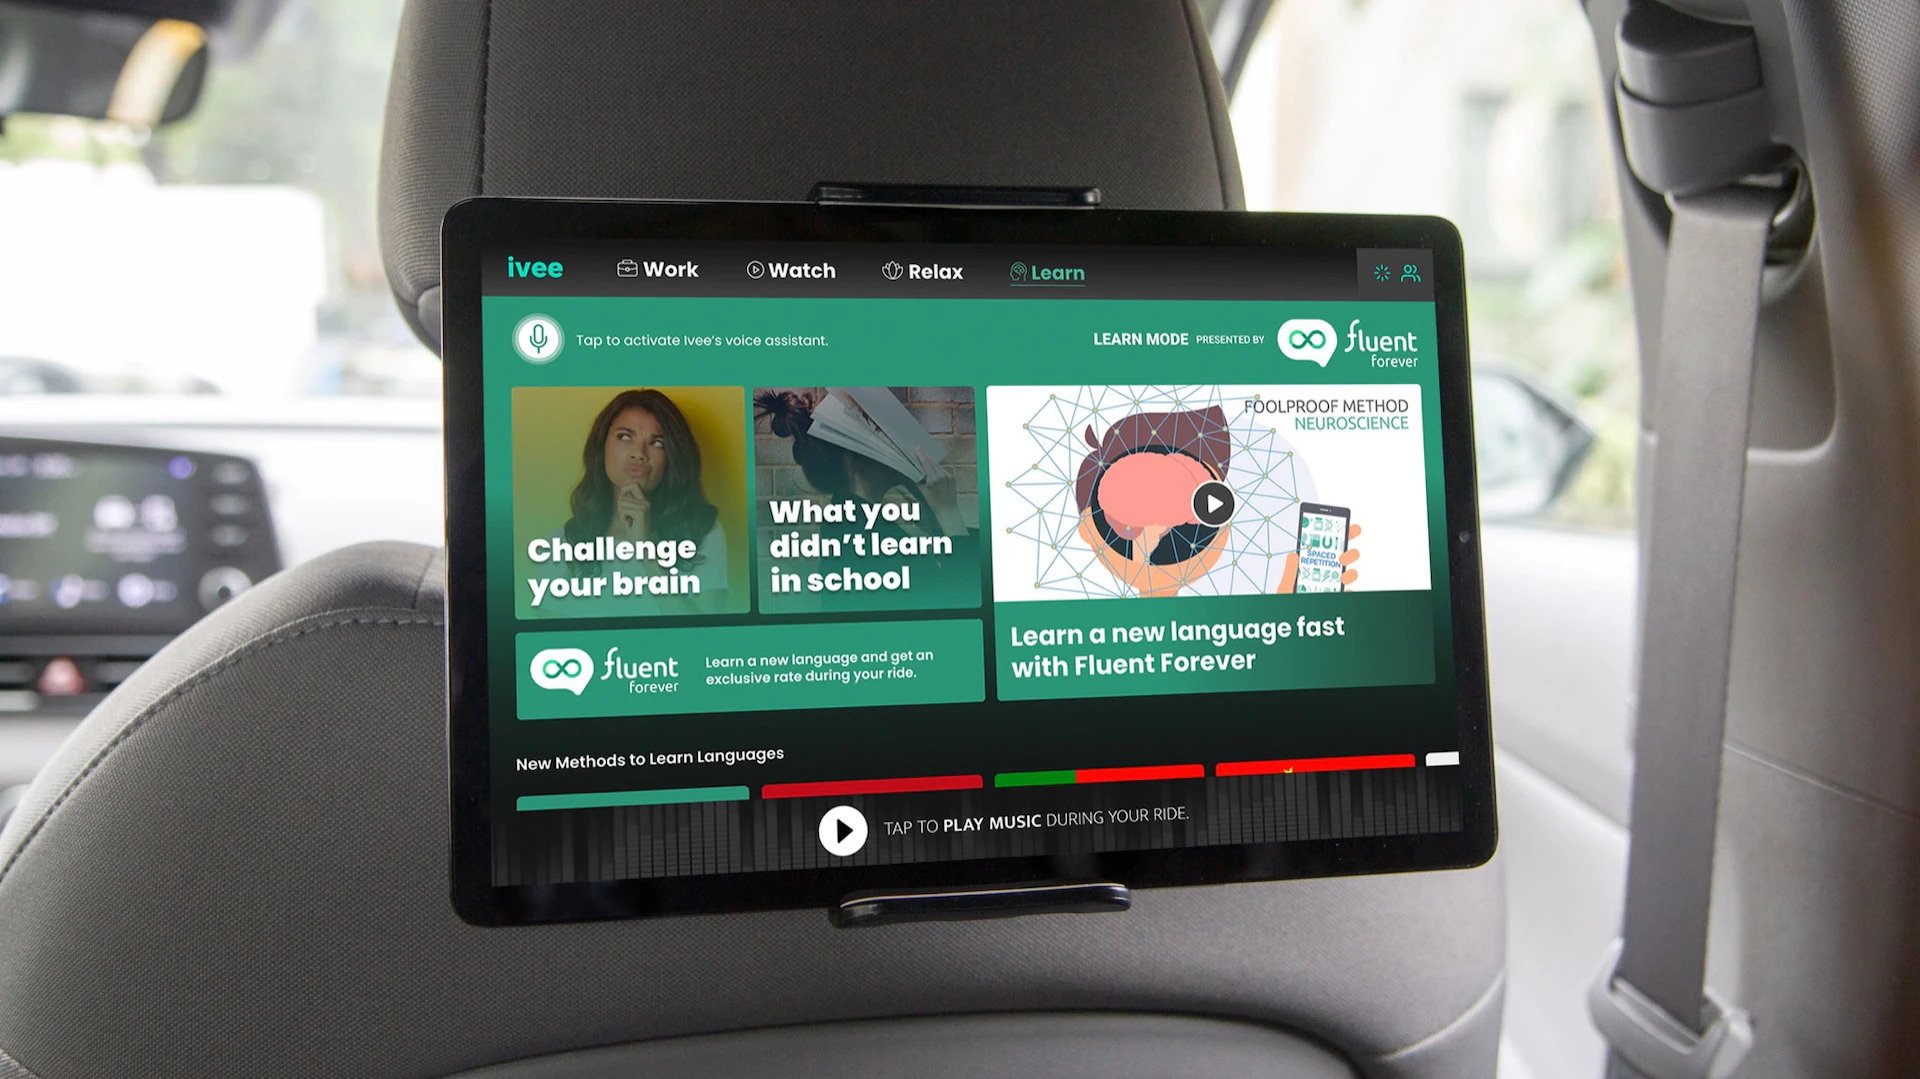 ivee
Work
Watch
Relax
Learn
Tap to activate Ivee's voice assistant.
LEARN MODE PRESENTED BY
fluent
forever
Challenge
your brain
What you
didn't learn
in school
FOOLPROOF METHOD
NEUROSCIENCE
SPACED
REPETITION
fluent
forever
Learn a new language and get an
exclusive rate during your ride.
Learn a new language fast
with Fluent Forever
New Methods to Learn Languages
TAP TO PLAY MUSIC DURING YOUR RIDE.